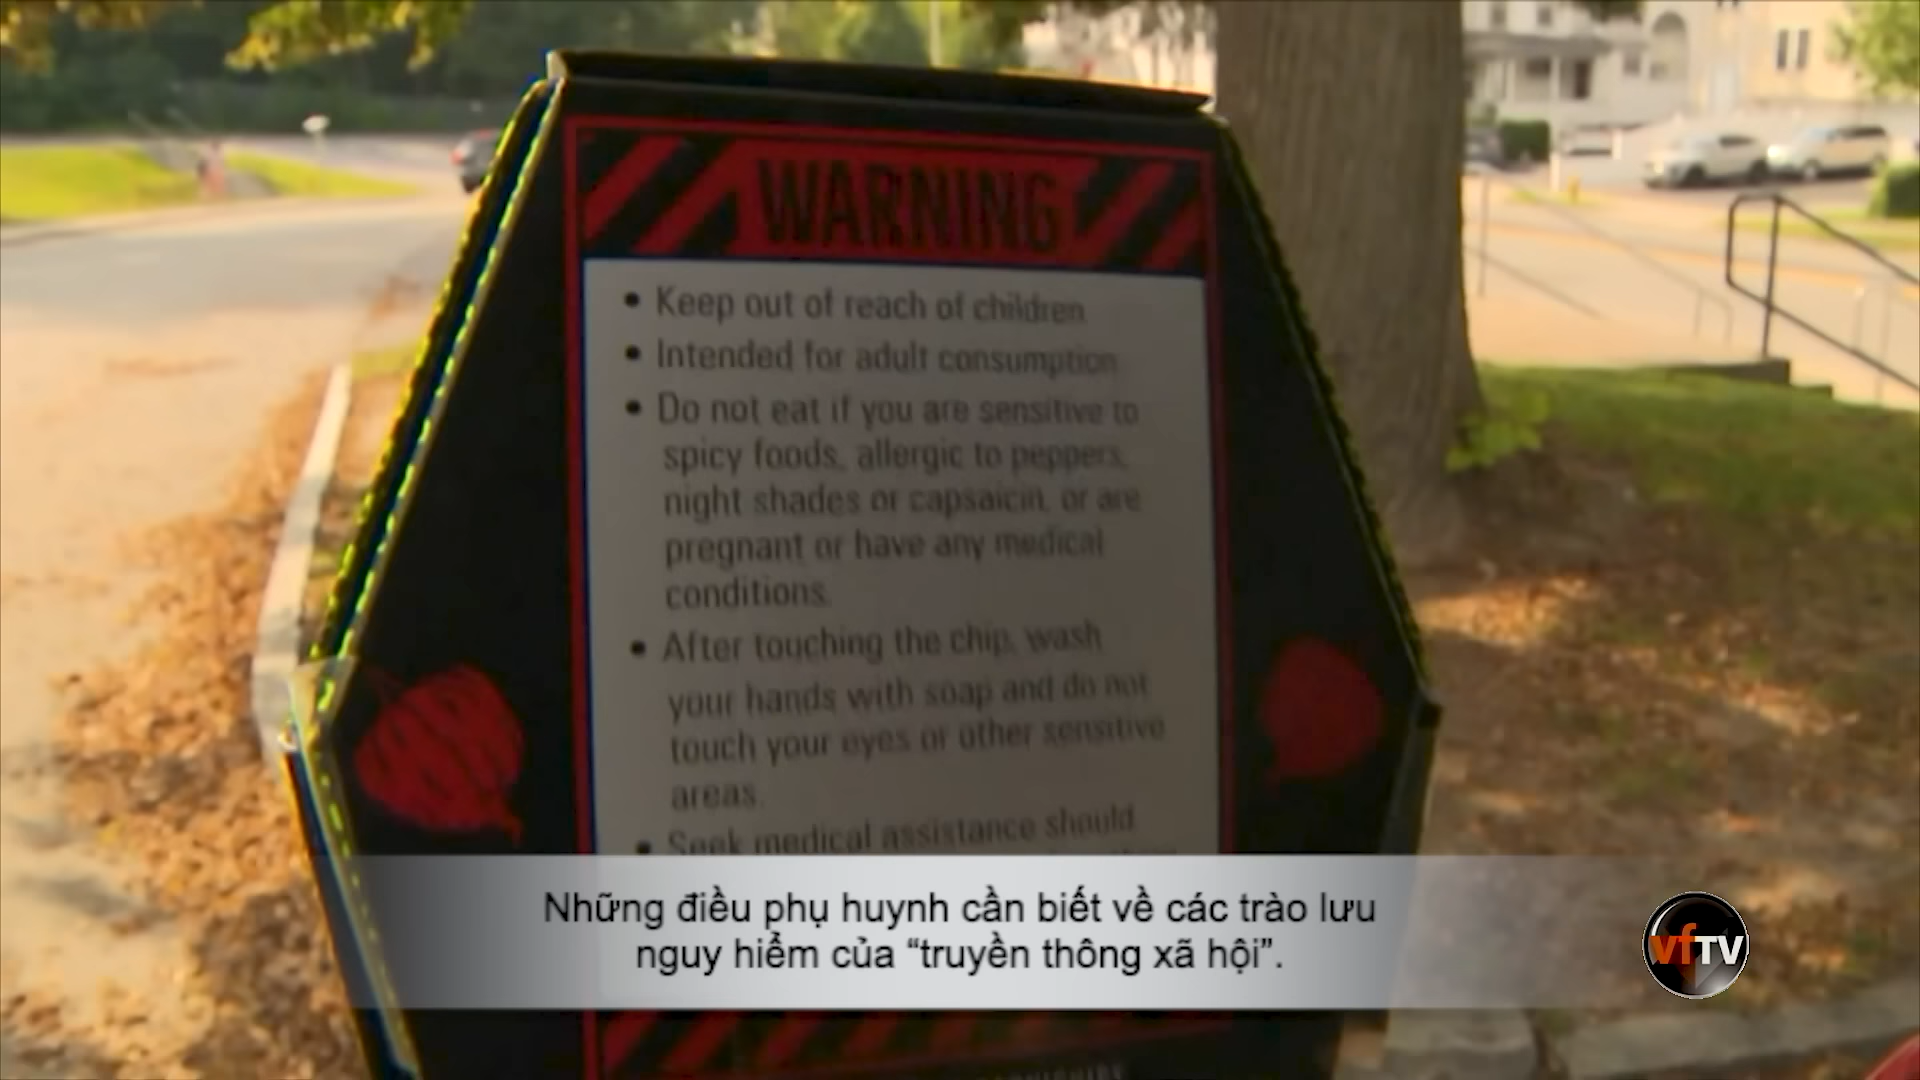 WARNING
• Keep out of reach of children
• Intended for adult consumption
• Do not eat if you are sensitive to
spicy foods, allergic to peppers,
night shades or capsaicin, or are
pregnant or have any medical
conditions.
• After touching the chip, wash
your hands with soap and do not
touch your eyes or other sensitive
areas.
• Seek medical assistance should
Những điều phụ huynh cần biết về các trào lưu
nguy hiểm của “truyền thông xã hội”.
vfTV